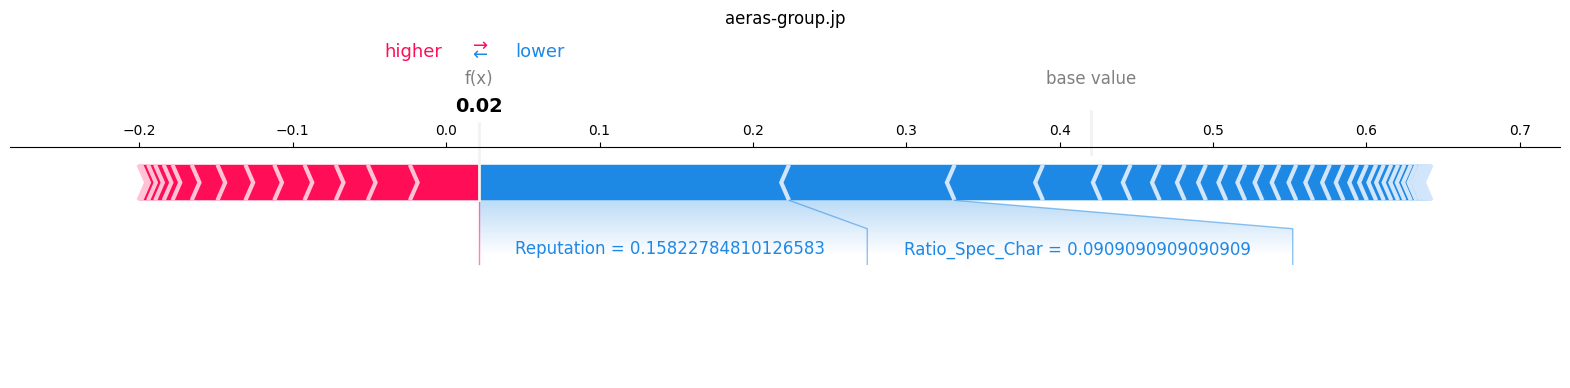 aeras-group.jp
higher → ← lower
f(x) base value
0.02
−0.2 −0.1 0.0 0.1 0.2 0.3 0.4 0.5 0.6 0.7
Reputation = 0.15822784810126583 Ratio_Spec_Char = 0.0909090909090909